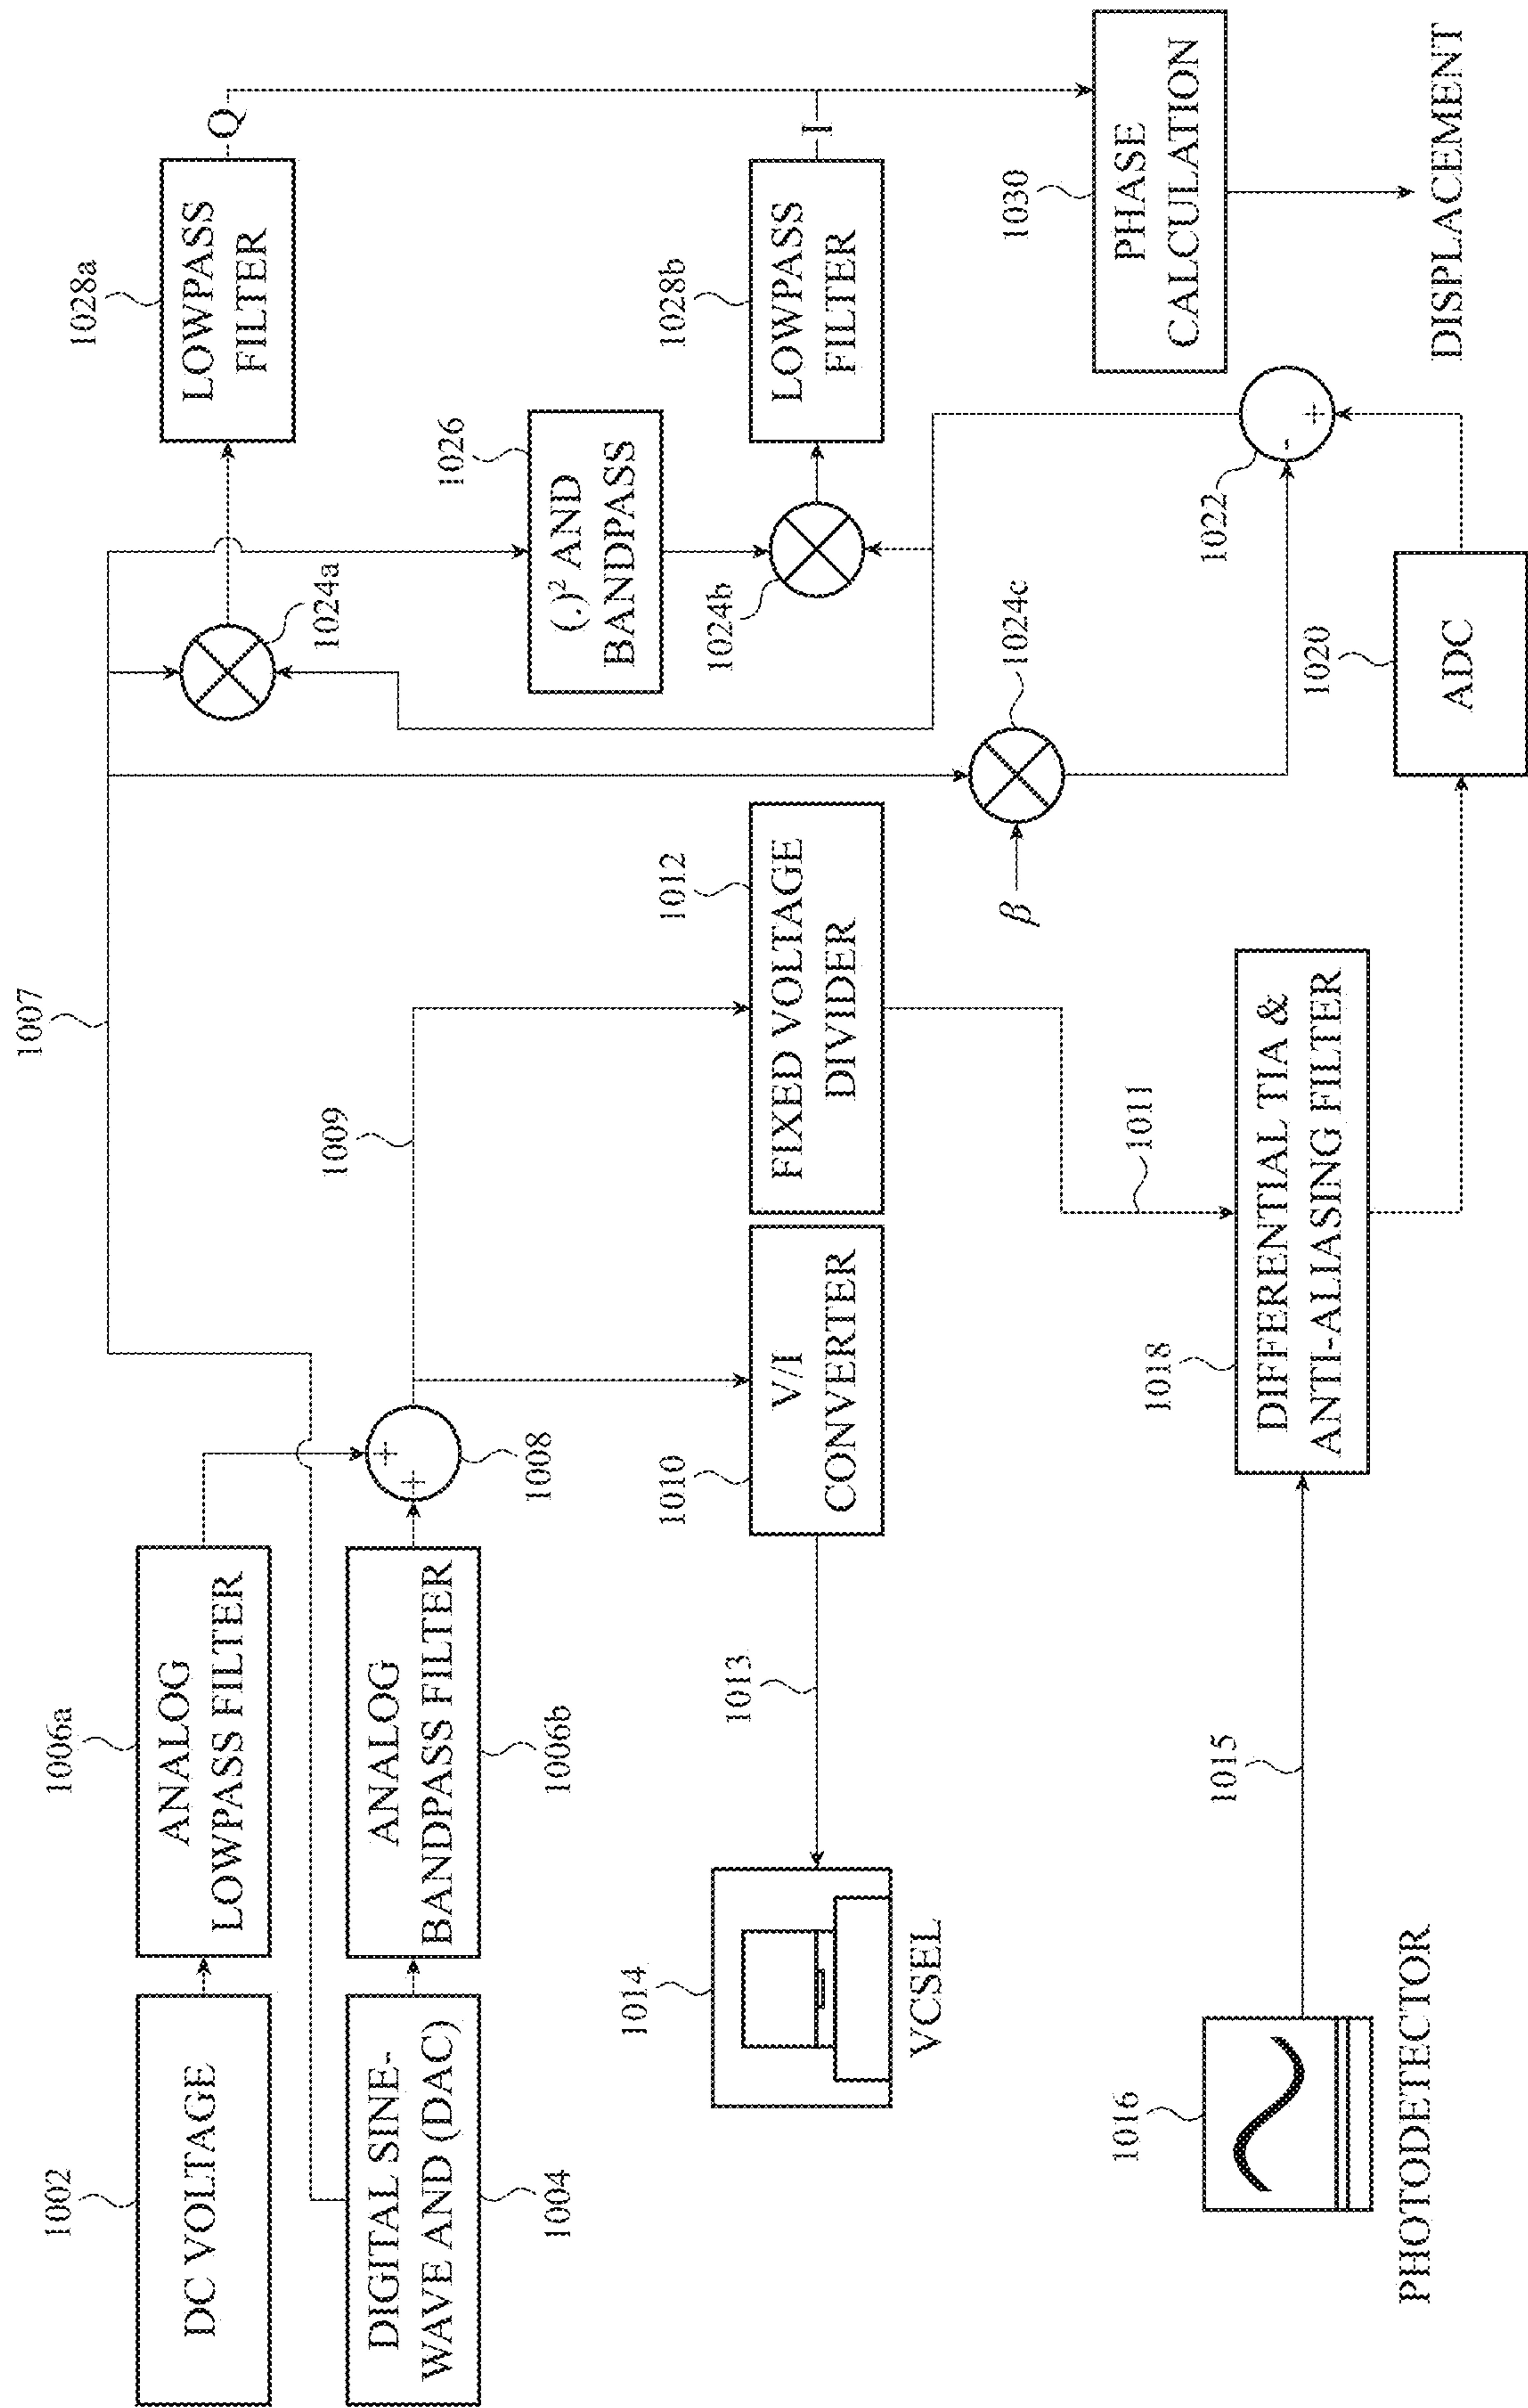 1002
DC VOLTAGE
1006a
ANALOG
LOWPASS FILTER
1004
DIGITAL SINE-
WAVE AND (DAC)
1006b
ANALOG
BANDPASS FILTER
+
+
1008
1007
1009
1010
V/I
CONVERTER
1012
FIXED VOLTAGE
DIVIDER
1013
1014
VCSEL
1011
1016
PHOTODETECTOR
1015
1018
DIFFERENTIAL TIA &
ANTI-ALIASING FILTER
1020
ADC
β
1024c
1022
-
+
1024a
1028a
LOWPASS
FILTER
Q
1026
(.)² AND
BANDPASS
1024b
1028b
LOWPASS
FILTER
I
1030
PHASE
CALCULATION
DISPLACEMENT